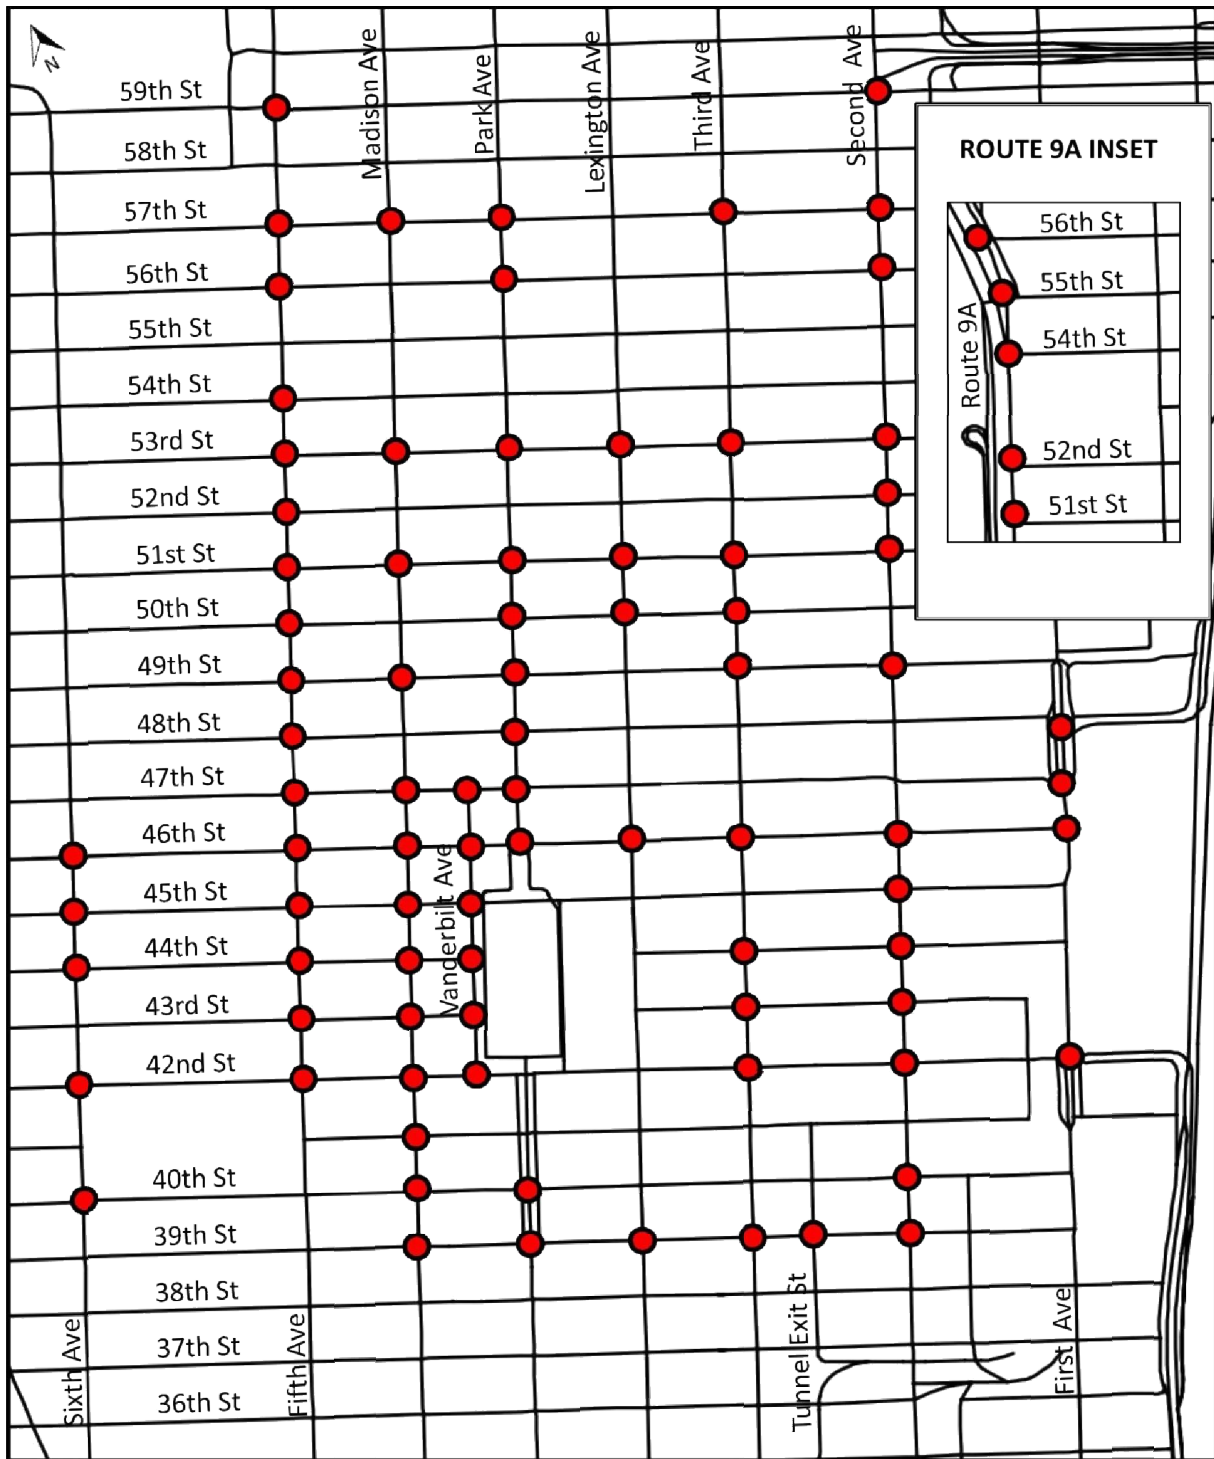 N
59th St
58th St
57th St
56th St
55th St
54th St
53rd St
52nd St
51st St
50th St
49th St
48th St
47th St
46th St
45th St
44th St
43rd St
42nd St
40th St
39th St
38th St
37th St
36th St
Madison Ave
Park Ave
Lexington Ave
Third Ave
Second Ave
Vanderbilt Ave
Sixth Ave
Fifth Ave
Tunnel Exit St
First Ave
ROUTE 9A INSET
56th St
55th St
54th St
52nd St
51st St
Route 9A